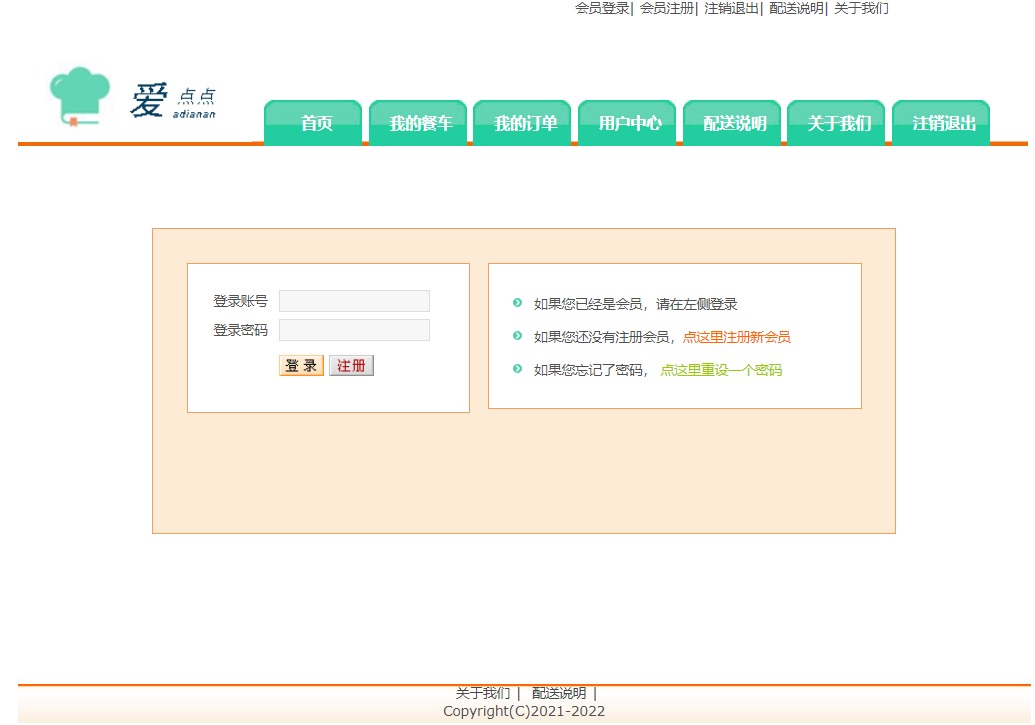 会员登录| 会员注册| 注销退出| 配送说明| 关于我们
爱 点点
adianan
首页 我的餐车 我的订单 用户中心 配送说明 关于我们 注销退出
登录账号
登录密码
登 录 注册
如果您已经是会员，请在左侧登录
如果您还没有注册会员，点这里注册新会员
如果您忘记了密码， 点这里重设一个密码
关于我们 | 配送说明 |
Copyright(C)2021-2022